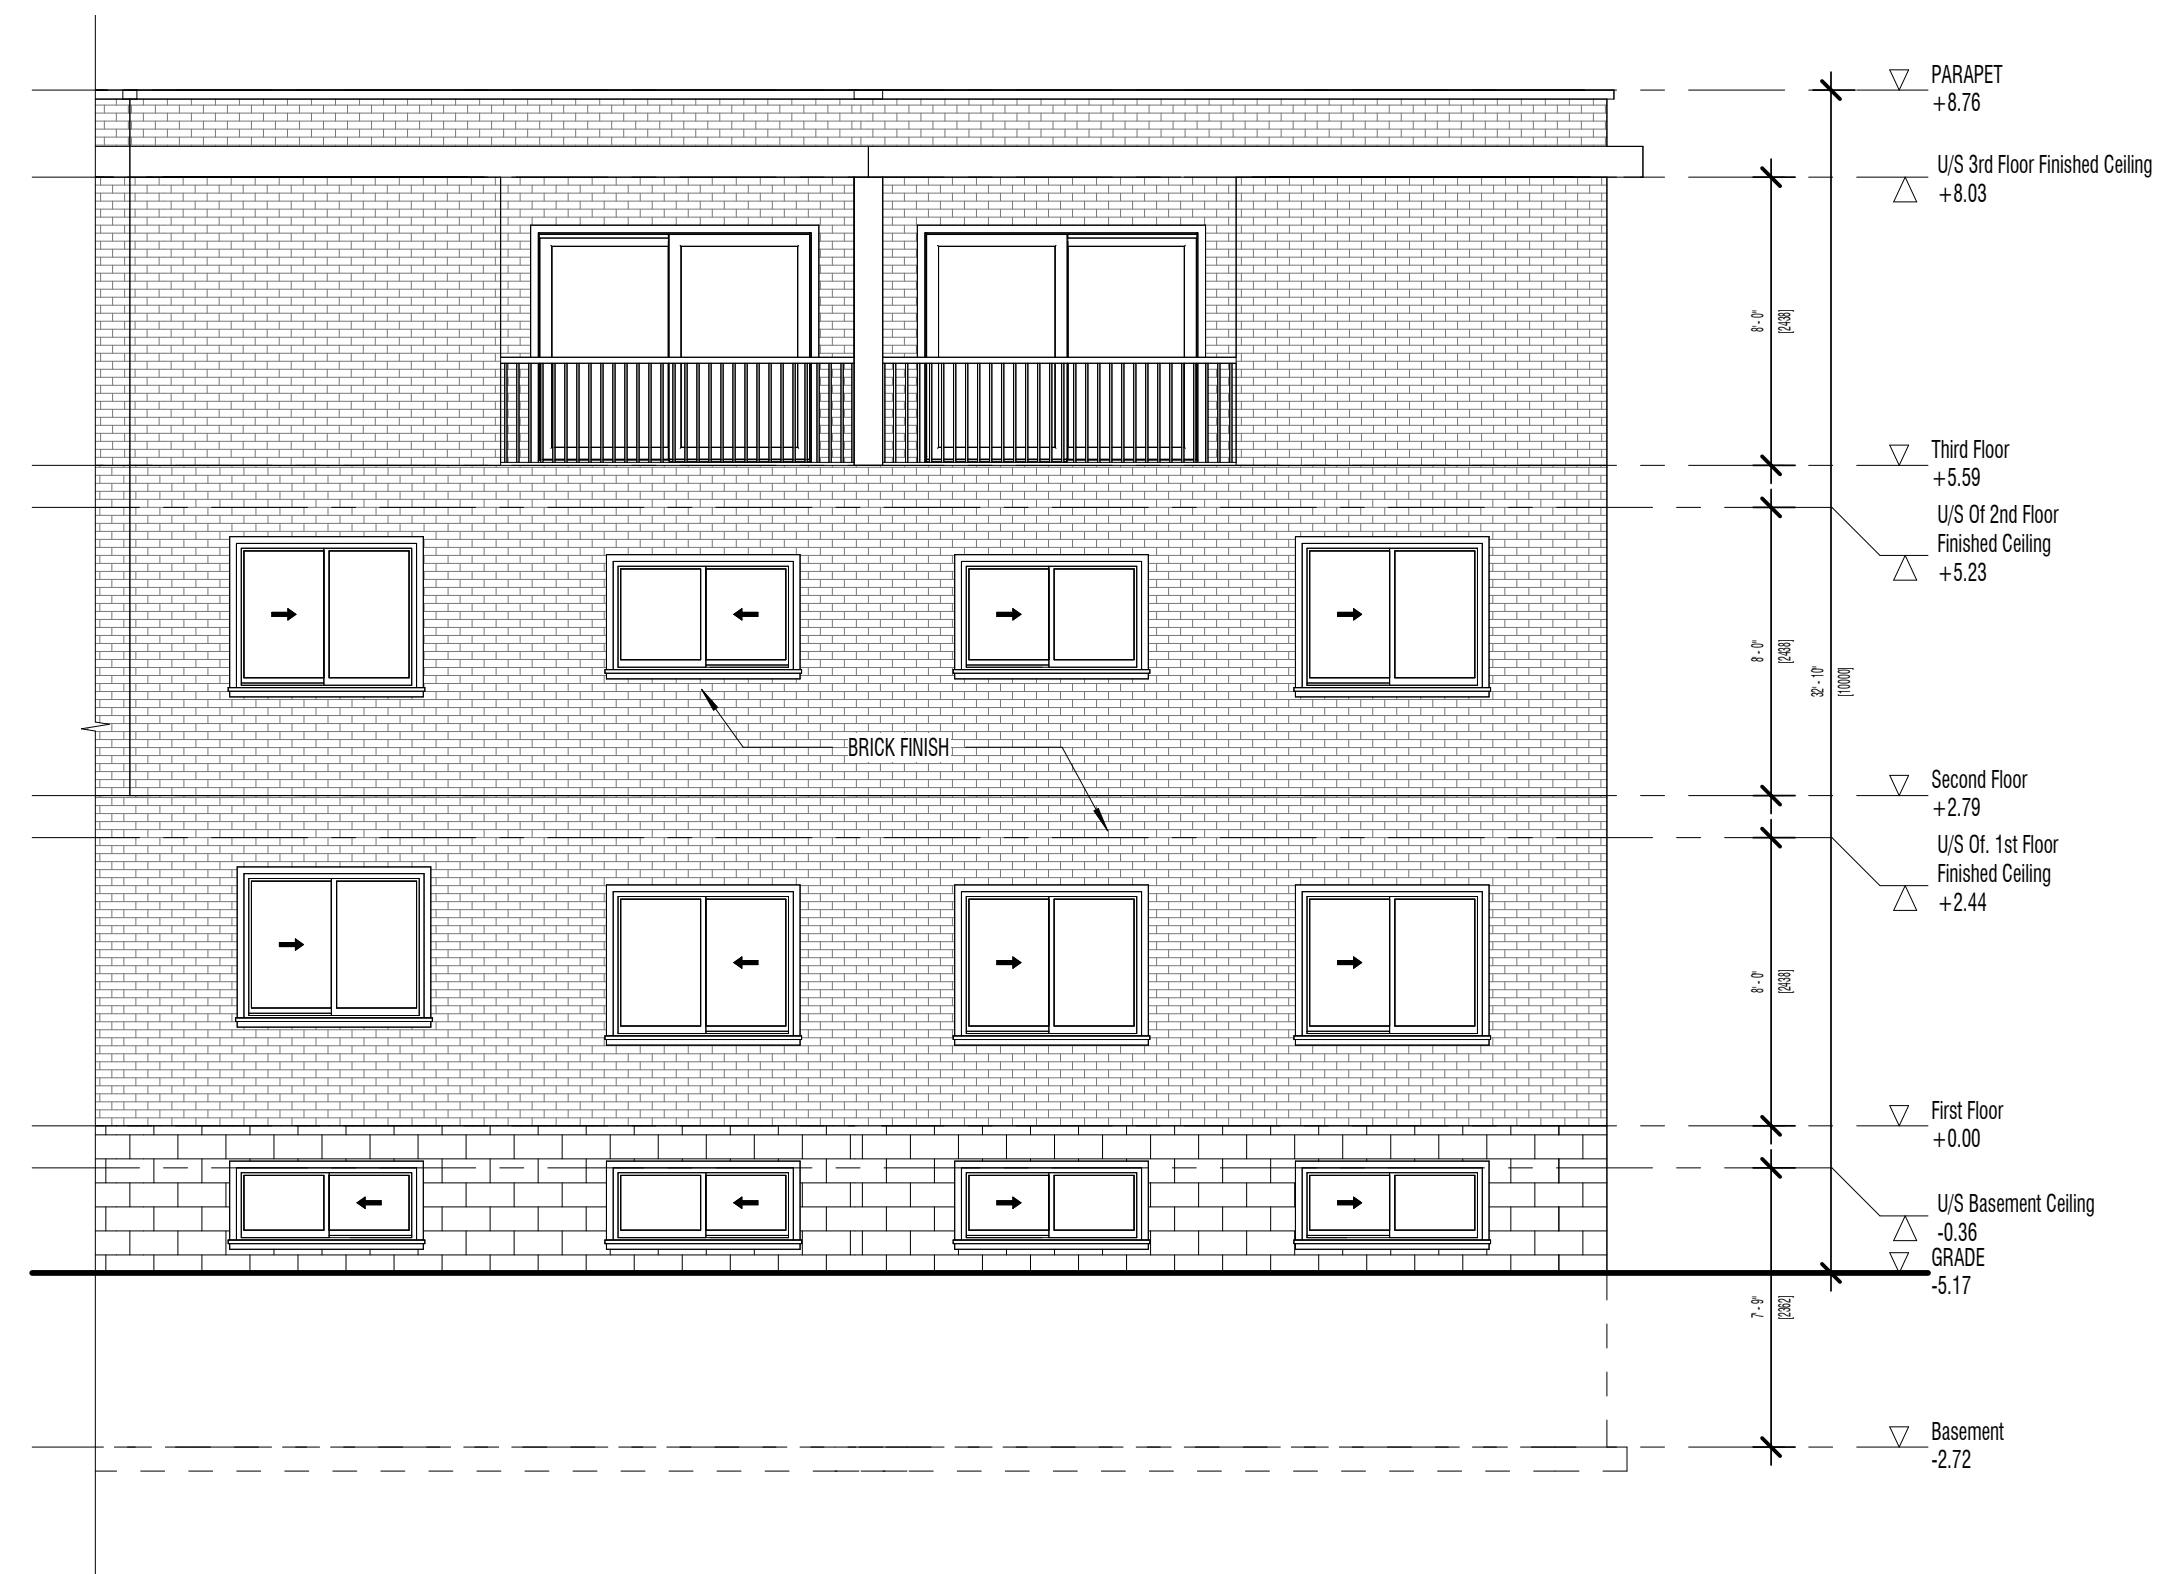 PARAPET
+8.76
U/S 3rd Floor Finished Ceiling
+8.03
8'-0"
[2438]
Third Floor
+5.59
U/S Of 2nd Floor
Finished Ceiling
+5.23
8'-0"
[2438]
32'-10"
[10000]
BRICK FINISH
Second Floor
+2.79
U/S Of. 1st Floor
Finished Ceiling
+2.44
8'-0"
[2438]
First Floor
+0.00
U/S Basement Ceiling
-0.36
GRADE
-5.17
7'-9"
[2362]
Basement
-2.72